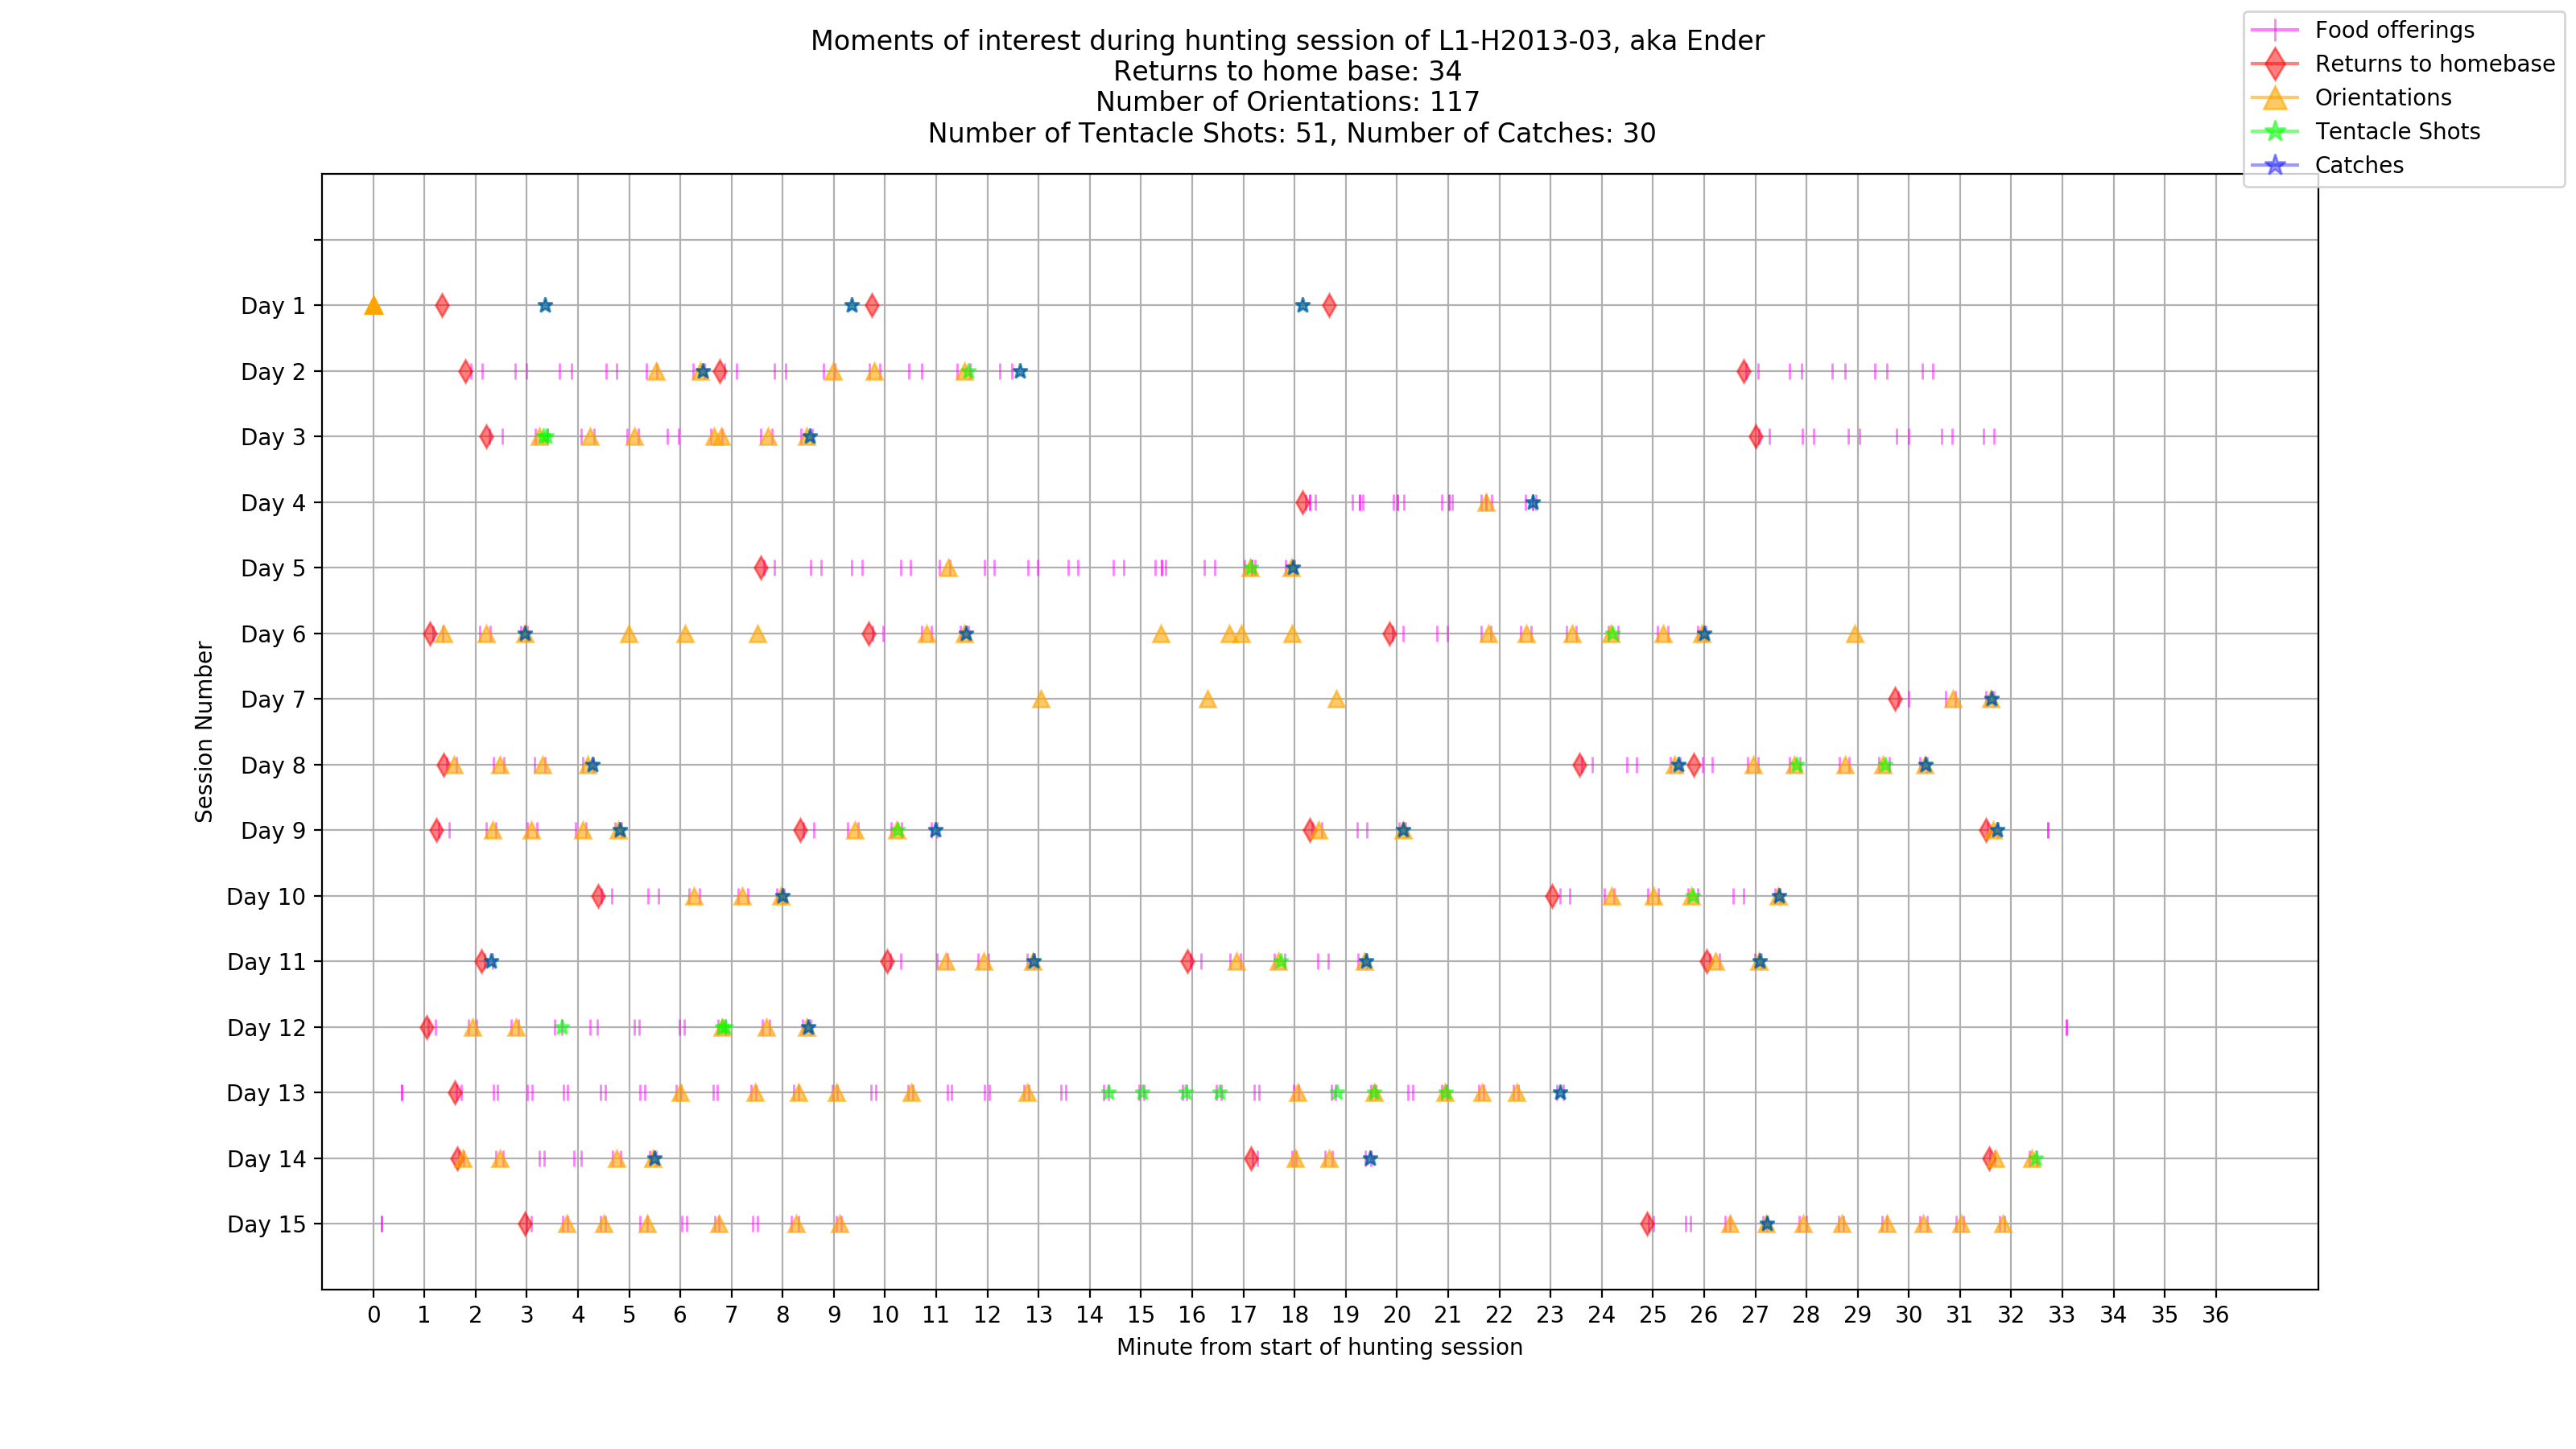 Moments of interest during hunting session of L1-H2013-03, aka Ender
Returns to home base: 34
Number of Orientations: 117
Number of Tentacle Shots: 51, Number of Catches: 30
Food offerings
Returns to homebase
Orientations
Tentacle Shots
Catches
Session Number
Day 1
Day 2
Day 3
Day 4
Day 5
Day 6
Day 7
Day 8
Day 9
Day 10
Day 11
Day 12
Day 13
Day 14
Day 15
0 1 2 3 4 5 6 7 8 9 10 11 12 13 14 15 16 17 18 19 20 21 22 23 24 25 26 27 28 29 30 31 32 33 34 35 36
Minute from start of hunting session